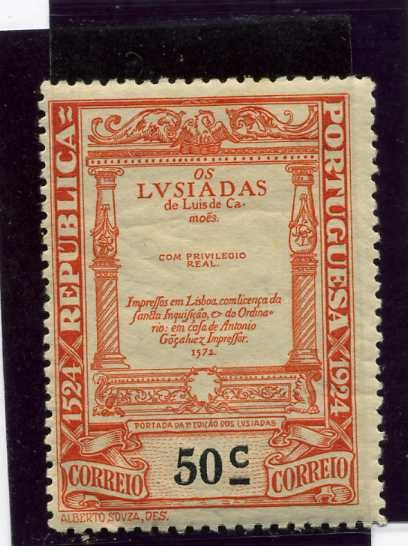 1524 REPUBLICA
PORTUGUESA 1924
OS
LVSIADAS
de Luis de Ca-
moẽs.
COM PRIVILEGIO
REAL.
Impressos em Lisboa, com licença da
sancta Inquisição, & do Ordina-
rio: em casa de Antonio
Gõçaluez Impressor.
1572.
PORTADA DA 1ª EDIÇÃO DOS LVSIADAS
CORREIO
50 C
CORREIO
ALBERTO SOUZA, DES.